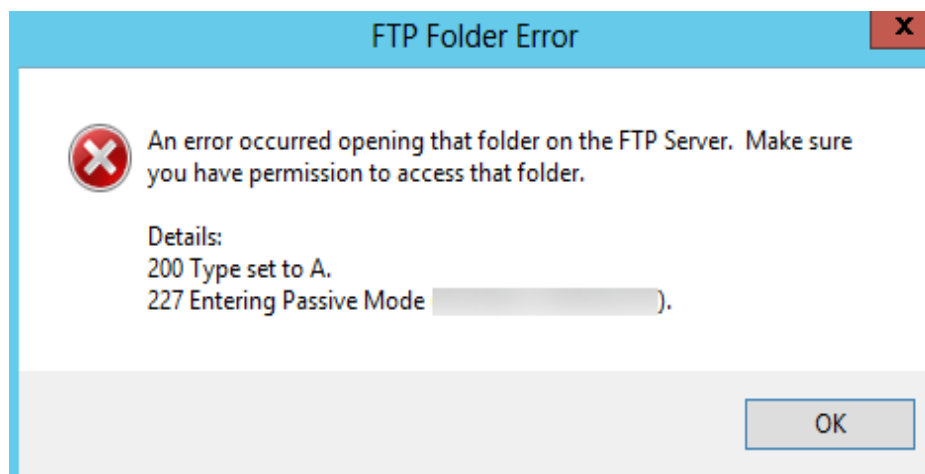 FTP Folder Error
X
An error occurred opening that folder on the FTP Server. Make sure
you have permission to access that folder.
Details:
200 Type set to A.
227 Entering Passive Mode ).
OK